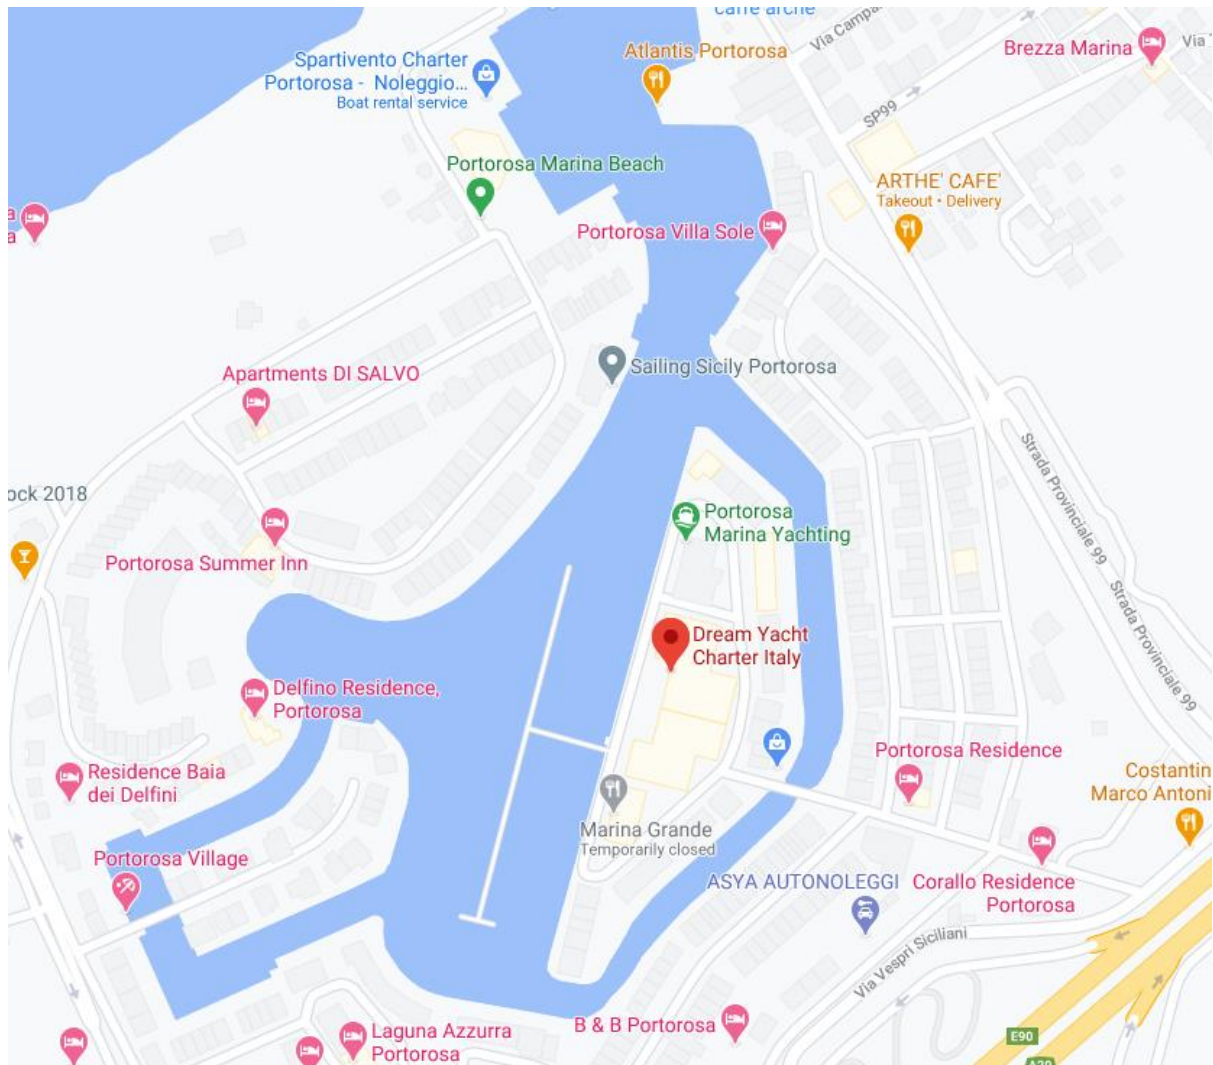 caffè arche
Via Campa
Via T
Spartivento Charter
Portorosa - Noleggio...
Boat rental service
Atlantis Portorosa
Brezza Marina
SP99
Portorosa Marina Beach
ARTHE' CAFE'
Takeout • Delivery
a
a
Portorosa Villa Sole
Apartments DI SALVO
Sailing Sicily Portorosa
Strada Provinciale 99
ock 2018
Portorosa
Marina Yachting
Portorosa Summer Inn
Strada Provinciale 99
Dream Yacht
Charter Italy
Delfino Residence,
Portorosa
Residence Baia
dei Delfini
Portorosa Residence
Costantin
Marco Antoni
Marina Grande
Temporarily closed
Portorosa Village
ASYA AUTONOLEGGI
Corallo Residence
Portorosa
Via Vespri Siciliani
B & B Portorosa
Laguna Azzurra
Portorosa
E90
A20